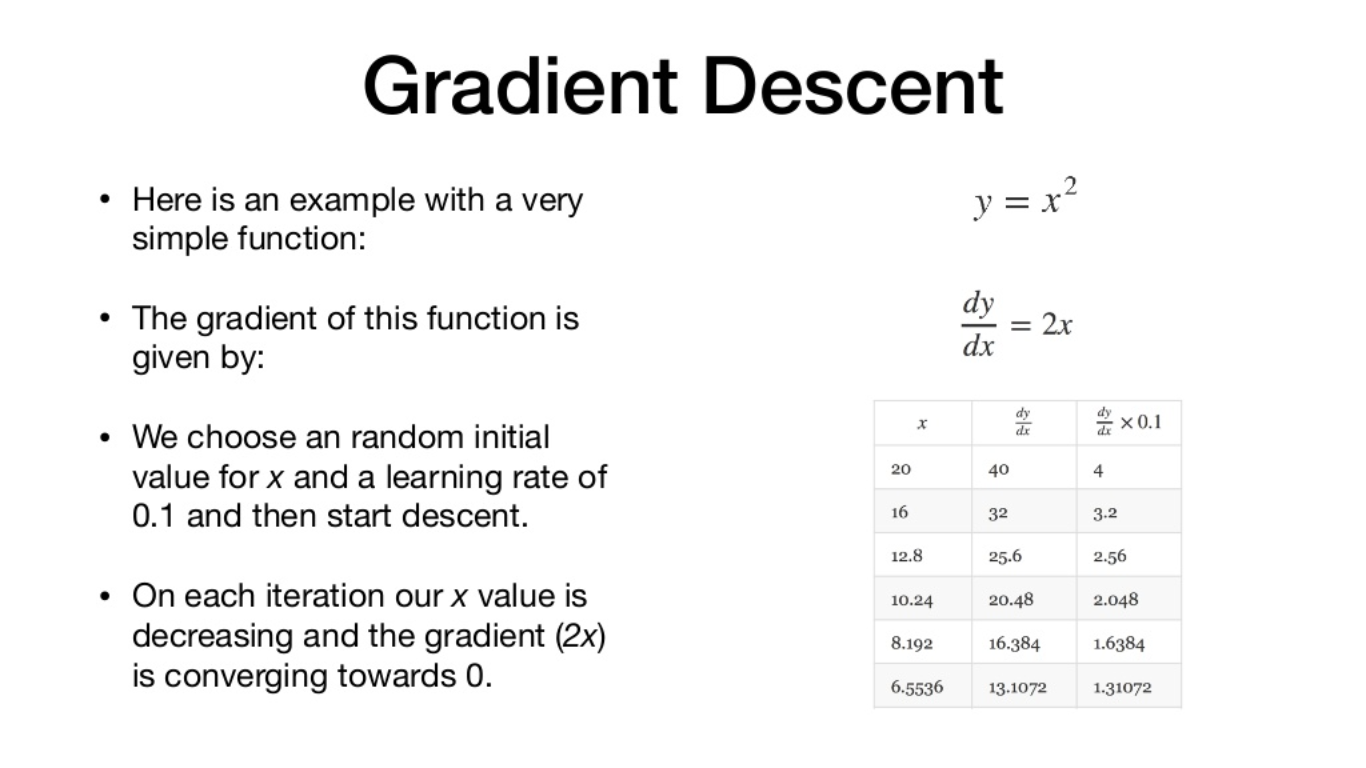 Gradient Descent
• Here is an example with a very
simple function:
y = x²
• The gradient of this function is
given by:
dy/dx = 2x
• We choose an random initial
value for x and a learning rate of
0.1 and then start descent.
• On each iteration our x value is
decreasing and the gradient (2x)
is converging towards 0.
x dy/dx dy/dx × 0.1
20 40 4
16 32 3.2
12.8 25.6 2.56
10.24 20.48 2.048
8.192 16.384 1.6384
6.5536 13.1072 1.31072